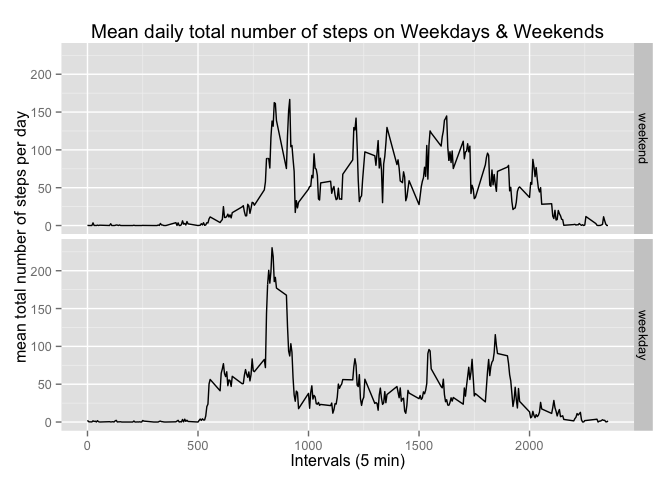 Mean daily total number of steps on Weekdays & Weekends
mean total number of steps per day
200
150
100
50
0
weekend
200
150
100
50
0
weekday
0 500 1000 1500 2000
Intervals (5 min)